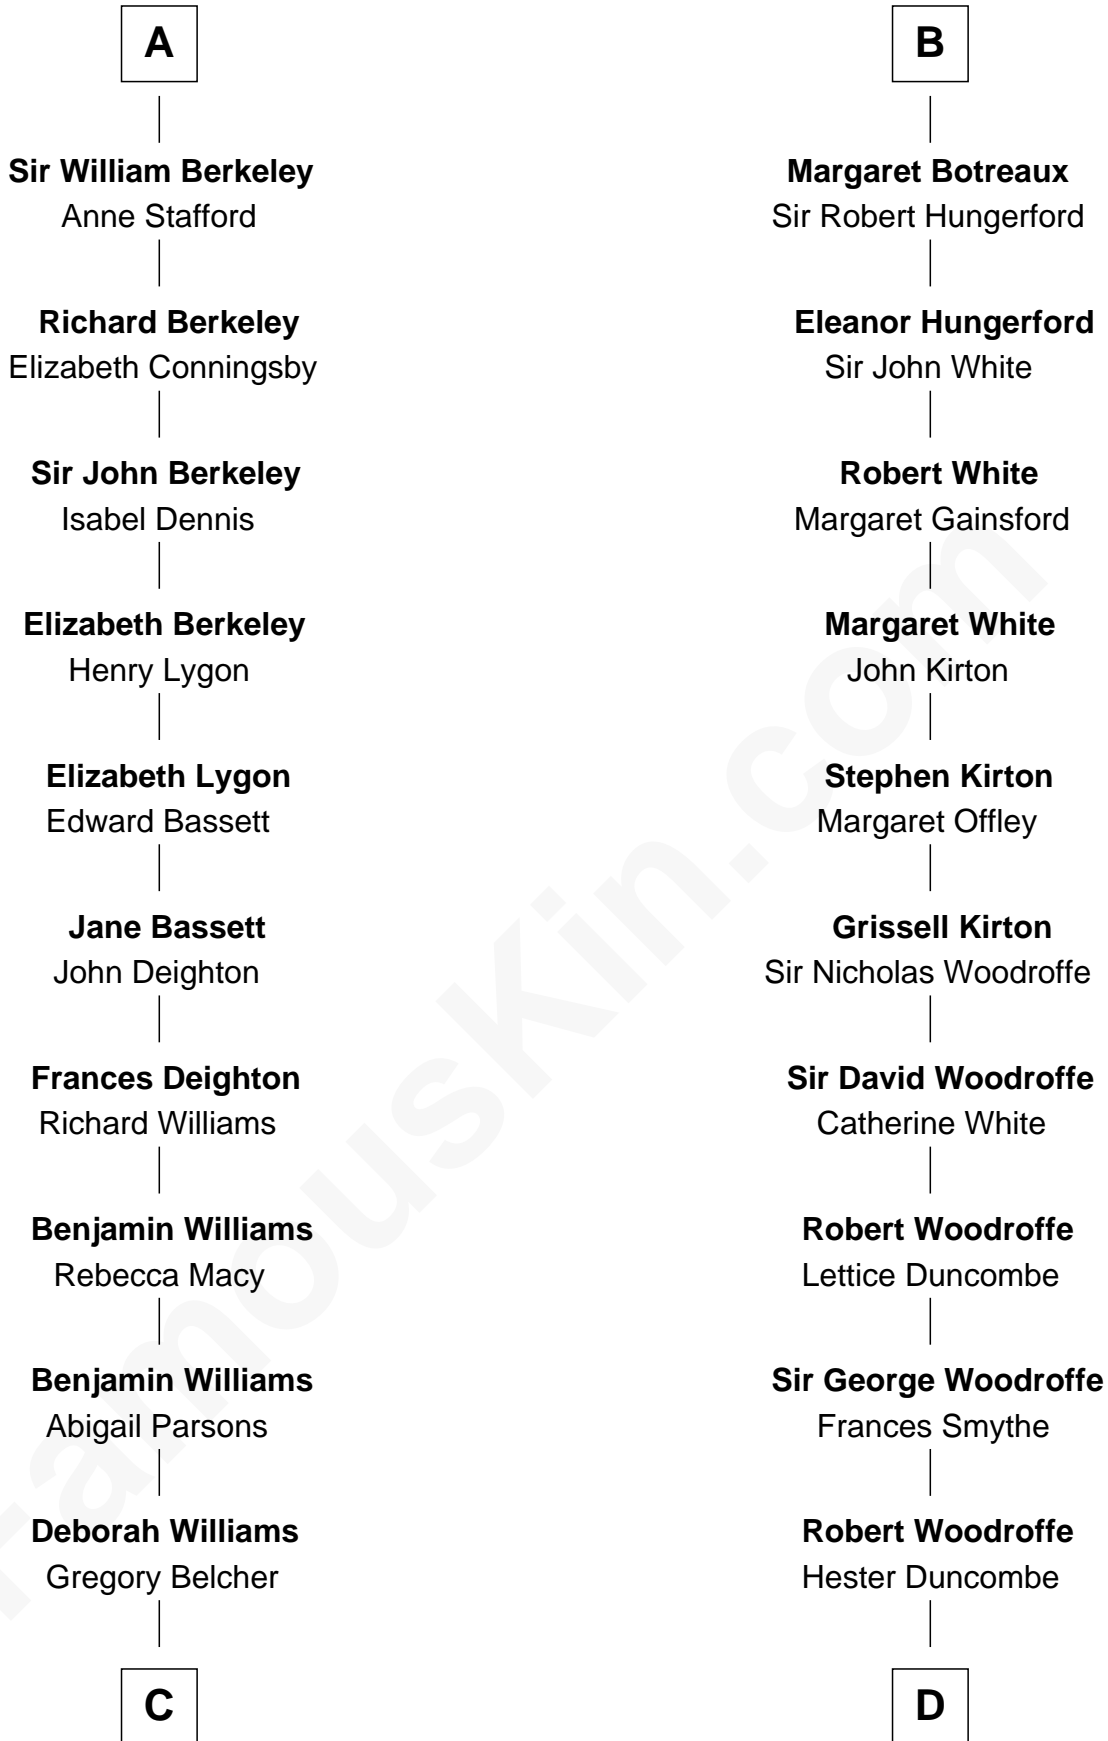 A
Sir William Berkeley
Anne Stafford
Richard Berkeley
Elizabeth Conningsby
Sir John Berkeley
Isabel Dennis
Elizabeth Berkeley
Henry Lygon
Elizabeth Lygon
Edward Bassett
Jane Bassett
John Deighton
Frances Deighton
Richard Williams
Benjamin Williams
Rebecca Macy
Benjamin Williams
Abigail Parsons
Deborah Williams
Gregory Belcher
C
B
Margaret Botreaux
Sir Robert Hungerford
Eleanor Hungerford
Sir John White
Robert White
Margaret Gainsford
Margaret White
John Kirton
Stephen Kirton
Margaret Offley
Grissell Kirton
Sir Nicholas Woodroffe
Sir David Woodroffe
Catherine White
Robert Woodroffe
Lettice Duncombe
Sir George Woodroffe
Frances Smythe
Robert Woodroffe
Hester Duncombe
D
FamousKin.com